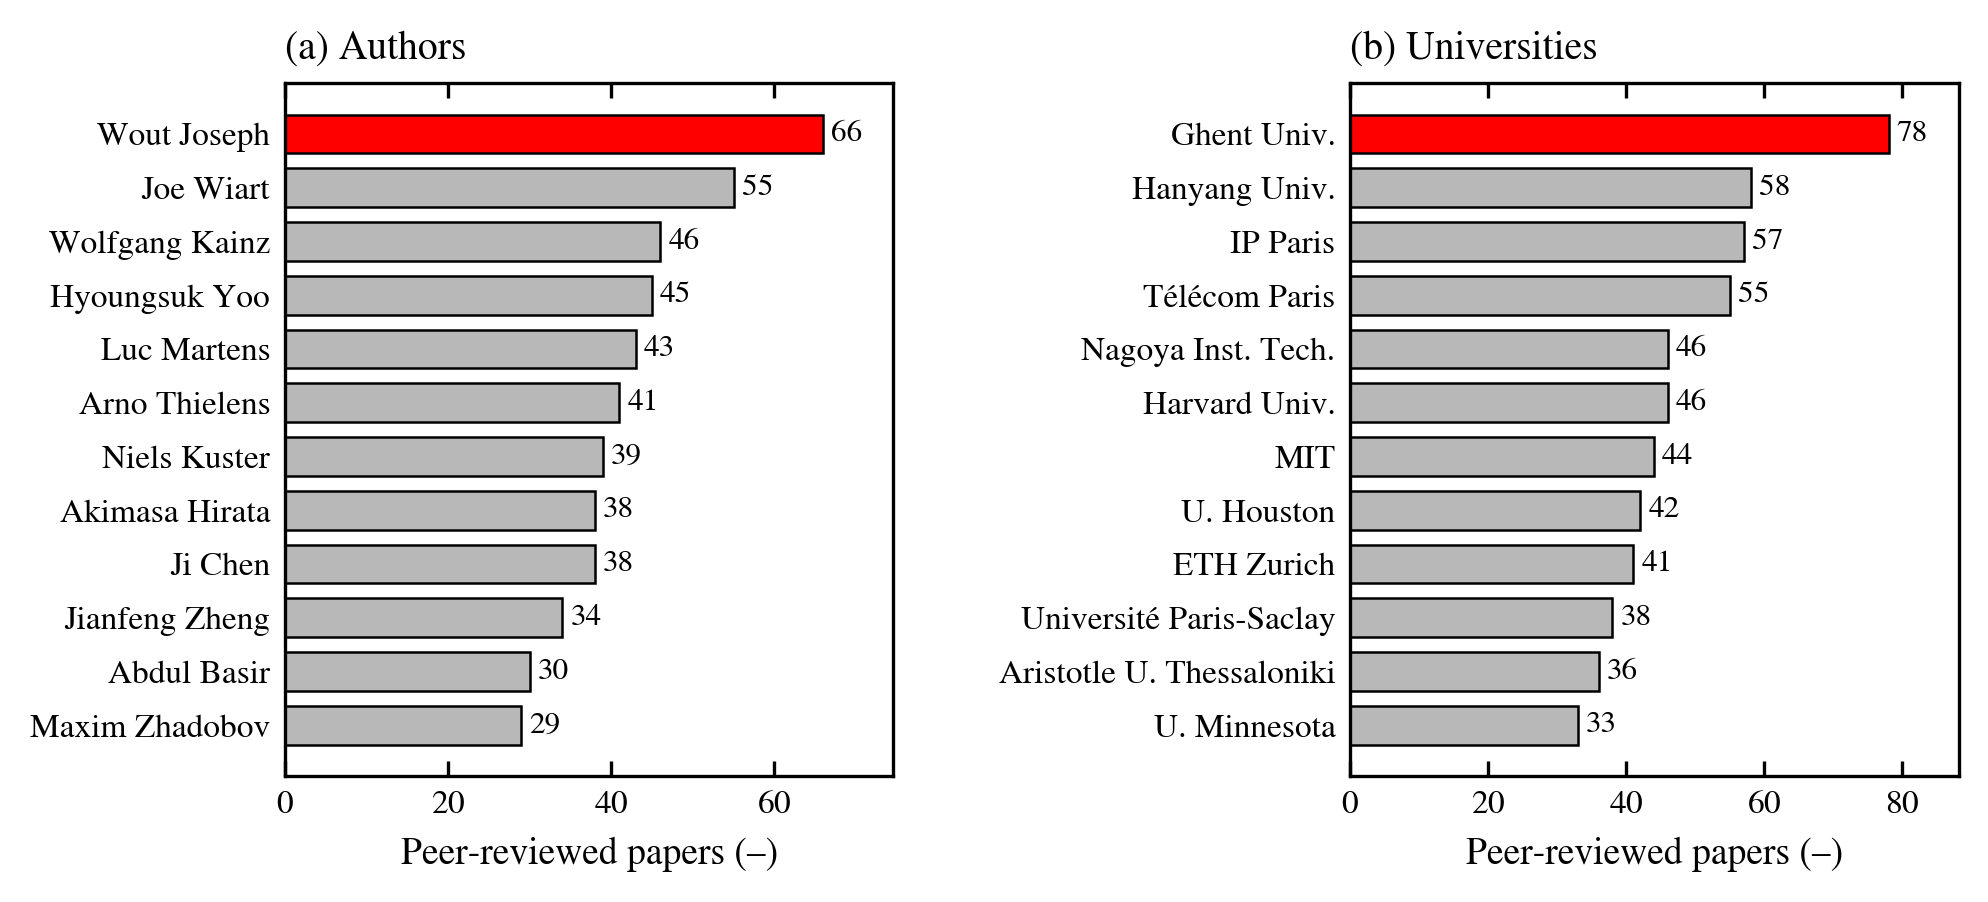 (a) Authors
Wout Joseph 66
Joe Wiart 55
Wolfgang Kainz 46
Hyoungsuk Yoo 45
Luc Martens 43
Arno Thielens 41
Niels Kuster 39
Akimasa Hirata 38
Ji Chen 38
Jianfeng Zheng 34
Abdul Basir 30
Maxim Zhadobov 29
0 20 40 60
Peer-reviewed papers (–)
(b) Universities
Ghent Univ. 78
Hanyang Univ. 58
IP Paris 57
Télécom Paris 55
Nagoya Inst. Tech. 46
Harvard Univ. 46
MIT 44
U. Houston 42
ETH Zurich 41
Université Paris-Saclay 38
Aristotle U. Thessaloniki 36
U. Minnesota 33
0 20 40 60 80
Peer-reviewed papers (–)